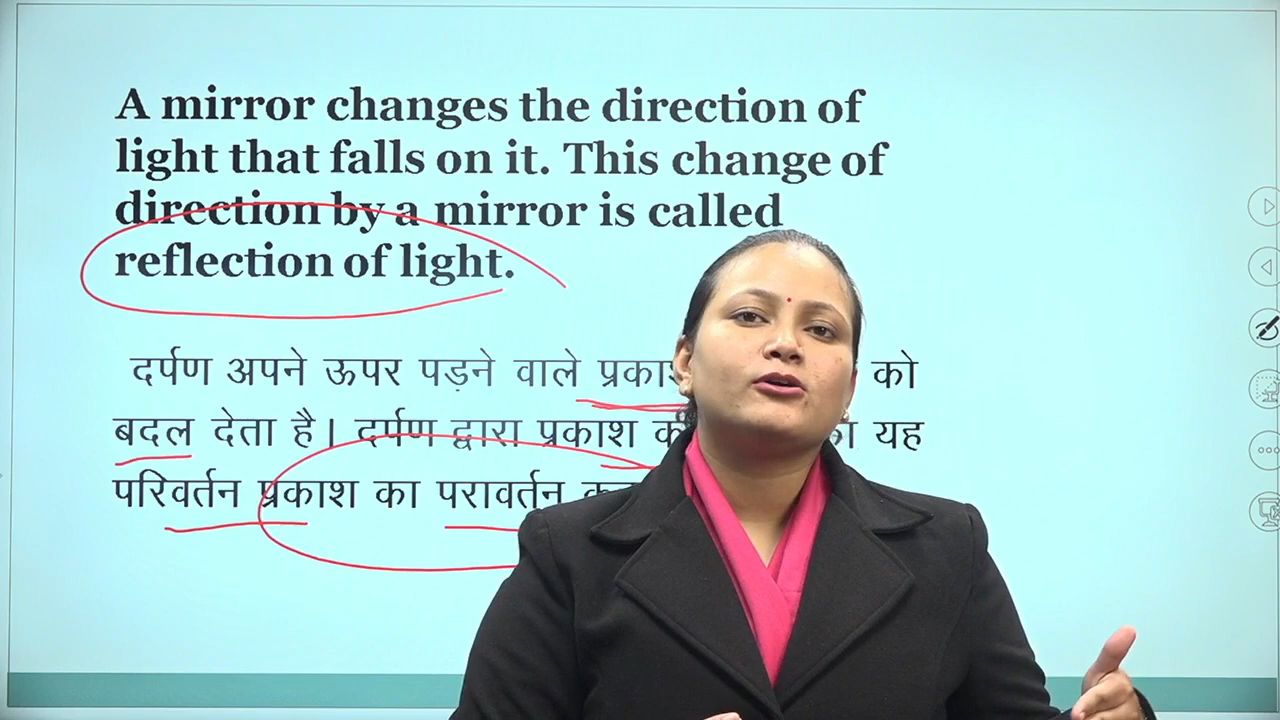 A mirror changes the direction of
light that falls on it. This change of
direction by a mirror is called
reflection of light.
दर्पण अपने ऊपर पड़ने वाले को
बदल देता है। दर्पण द्वारा प्रकाश यह
परिवर्तन प्रकाश का परावर्तन